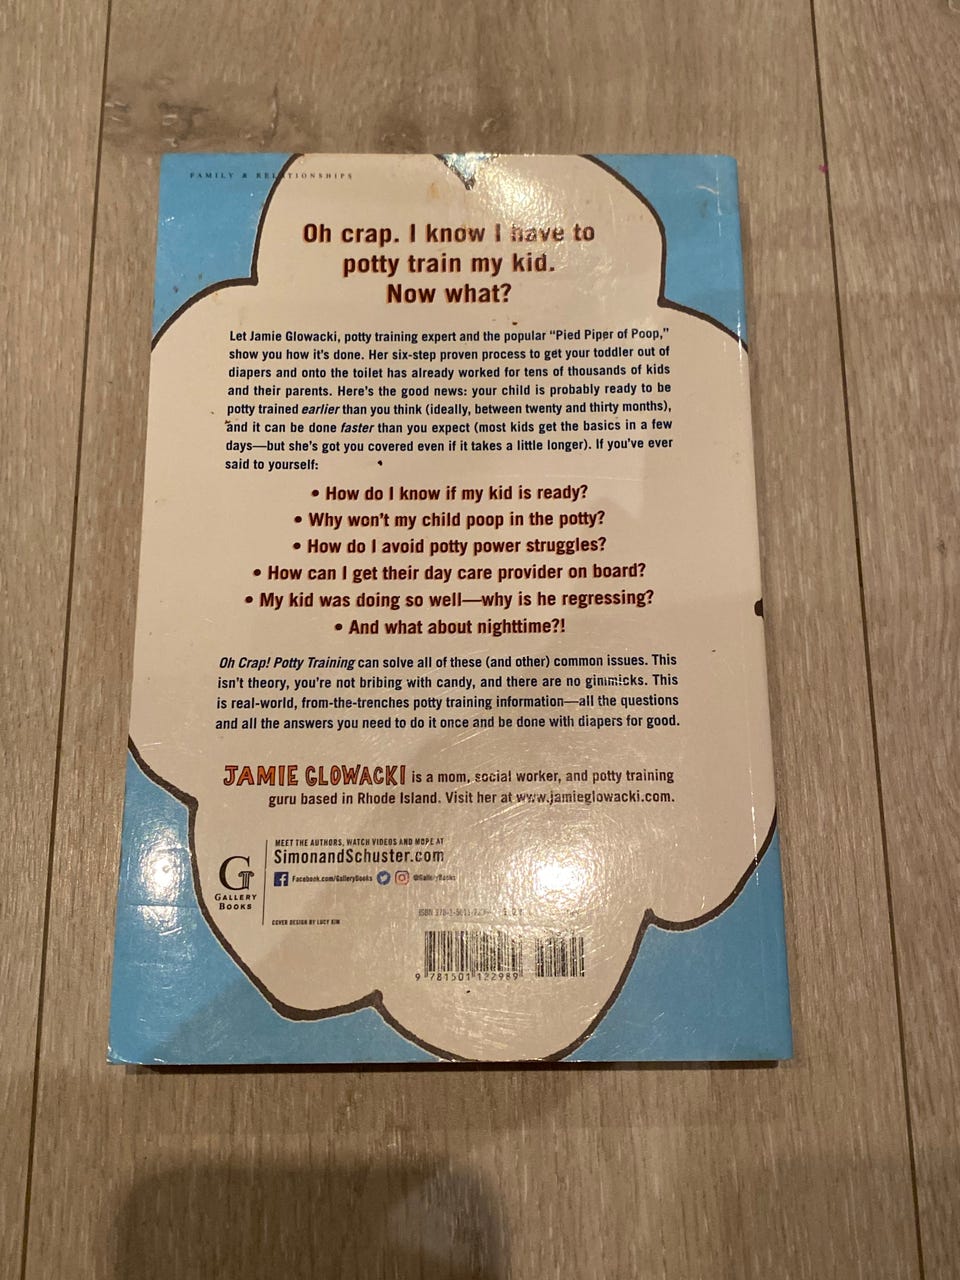 FAMILY & RELATIONSHIPS
Oh crap. I know I have to
potty train my kid.
Now what?
Let Jamie Glowacki, potty training expert and the popular “Pied Piper of Poop,”
show you how it's done. Her six-step proven process to get your toddler out of
diapers and onto the toilet has already worked for tens of thousands of kids
and their parents. Here's the good news: your child is probably ready to be
potty trained earlier than you think (ideally, between twenty and thirty months),
and it can be done faster than you expect (most kids get the basics in a few
days—but she's got you covered even if it takes a little longer). If you've ever
said to yourself:
• How do I know if my kid is ready?
• Why won't my child poop in the potty?
• How do I avoid potty power struggles?
• How can I get their day care provider on board?
• My kid was doing so well—why is he regressing?
• And what about nighttime?!
Oh Crap! Potty Training can solve all of these (and other) common issues. This
isn't theory, you're not bribing with candy, and there are no gimmicks. This
is real-world, from-the-trenches potty training information—all the questions
and all the answers you need to do it once and be done with diapers for good.
JAMIE GLOWACKI is a mom, social worker, and potty training
guru based in Rhode Island. Visit her at www.jamieglowacki.com.
MEET THE AUTHORS, WATCH VIDEOS AND MORE AT
SimonandSchuster.com
Facebook.com/GalleryBooks @GalleryBooks
G
GALLERY
BOOKS
COVER DESIGN BY LUCY KIM
ISBN
9 781501 122989